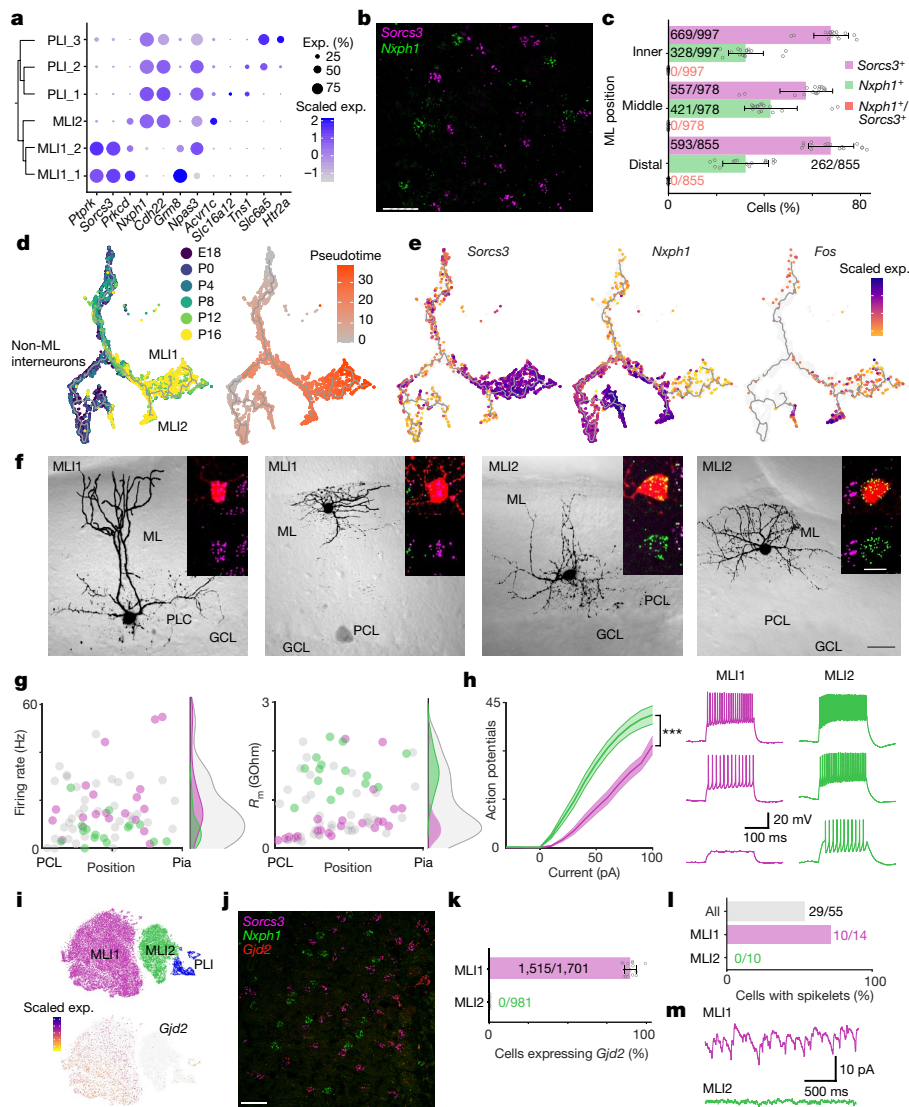 a
PLI_3
PLI_2
PLI_1
MLI2
MLI1_2
MLI1_1
Ptprk
Sorcs3
Prkcd
Nxph1
Cdh22
Grm8
Npas3
Acvr1c
Slc16a12
Tns1
Slc6a5
Htr2a
Exp. (%)
25
50
75
Scaled exp.
2
1
0
−1
b
Sorcs3
Nxph1
c
ML position
Inner
Middle
Distal
669/997
328/997
0/997
557/978
421/978
0/978
593/855
262/855
0/855
0
40
80
Cells (%)
Sorcs3+
Nxph1+
Nxph1+/
Sorcs3+
d
E18
P0
P4
P8
P12
P16
Non-ML
interneurons
MLI1
MLI2
Pseudotime
30
20
10
0
e
Sorcs3
Nxph1
Fos
Scaled exp.
f
MLI1
ML
PLC
GCL
MLI1
ML
GCL
PCL
MLI2
ML
PCL
GCL
MLI2
ML
PCL
GCL
g
Firing rate (Hz)
60
0
PCL
Position
Pia
Rm (GOhm)
3
0
PCL
Position
Pia
h
Action potentials
45
0
0
50
100
Current (pA)
***
MLI1
MLI2
20 mV
100 ms
i
MLI1
MLI2
PLI
Scaled exp.
Gjd2
j
Sorcs3
Nxph1
Gjd2
k
MLI1
MLI2
1,515/1,701
0/981
0
100
Cells expressing Gjd2 (%)
l
All
MLI1
MLI2
29/55
10/14
0/10
0
100
Cells with spikelets (%)
m
MLI1
10 pA
500 ms
MLI2